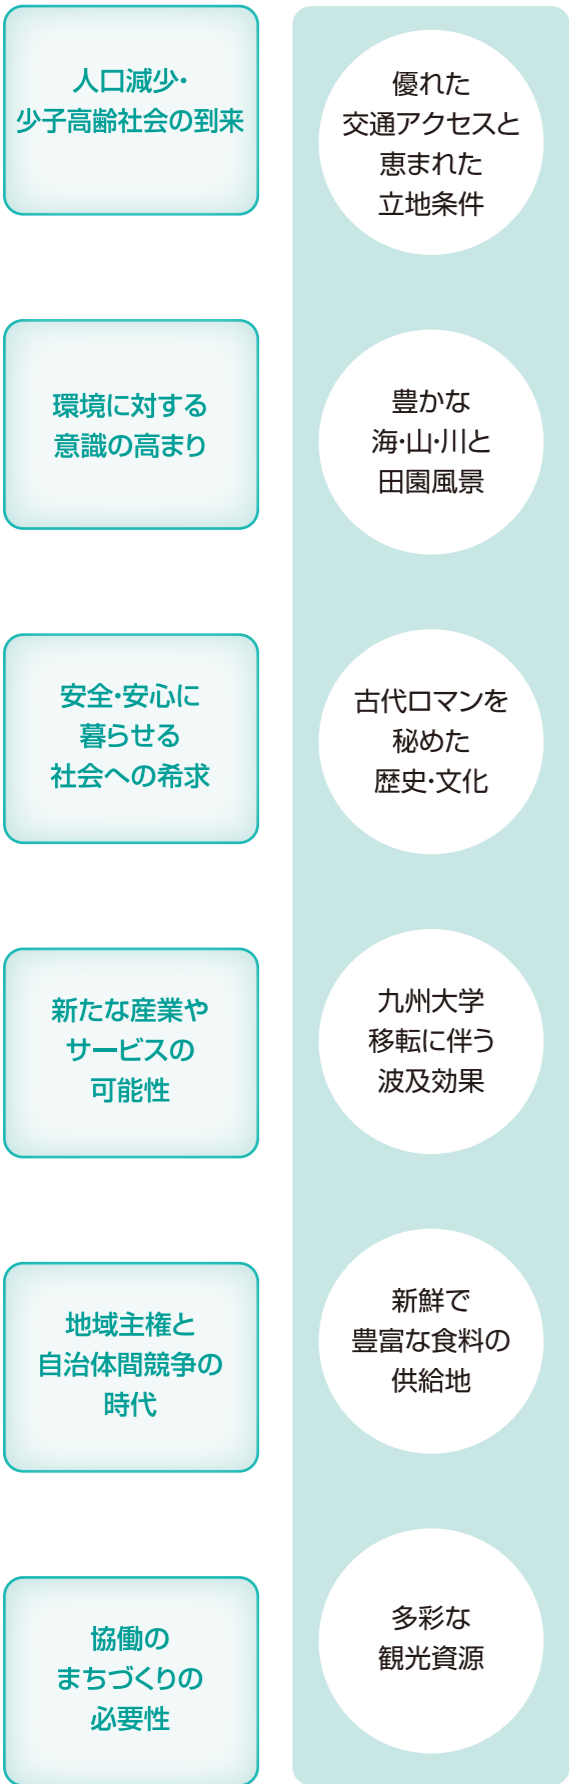 人口減少・
少子高齢社会の到来
環境に対する
意識の高まり
安全・安心に
暮らせる
社会への希求
新たな産業や
サービスの
可能性
地域主権と
自治体間競争の
時代
協働の
まちづくりの
必要性
優れた
交通アクセスと
恵まれた
立地条件
豊かな
海・山・川と
田園風景
古代ロマンを
秘めた
歴史・文化
九州大学
移転に伴う
波及効果
新鮮で
豊富な食料の
供給地
多彩な
観光資源